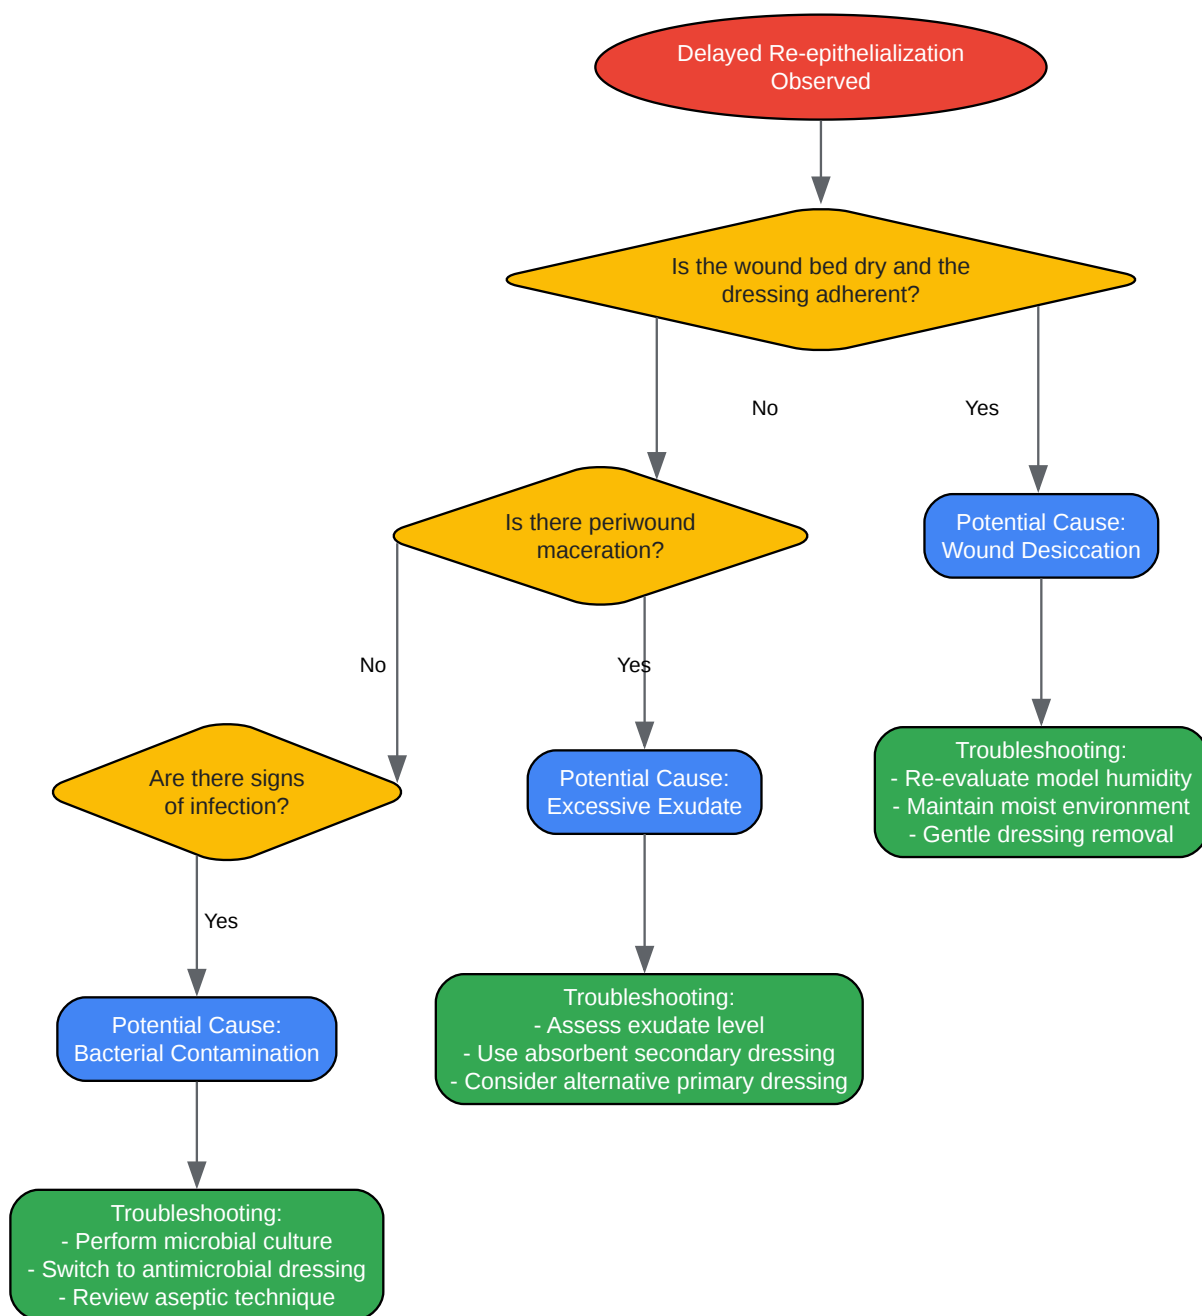 Delayed Re-epithelialization
Observed
Is the wound bed dry and the
dressing adherent?
No
Yes
Is there periwound
maceration?
Potential Cause:
Wound Desiccation
No
Yes
Are there signs
of infection?
Potential Cause:
Excessive Exudate
Troubleshooting:
- Re-evaluate model humidity
- Maintain moist environment
- Gentle dressing removal
Yes
Potential Cause:
Bacterial Contamination
Troubleshooting:
- Assess exudate level
- Use absorbent secondary dressing
- Consider alternative primary dressing
Troubleshooting:
- Perform microbial culture
- Switch to antimicrobial dressing
- Review aseptic technique